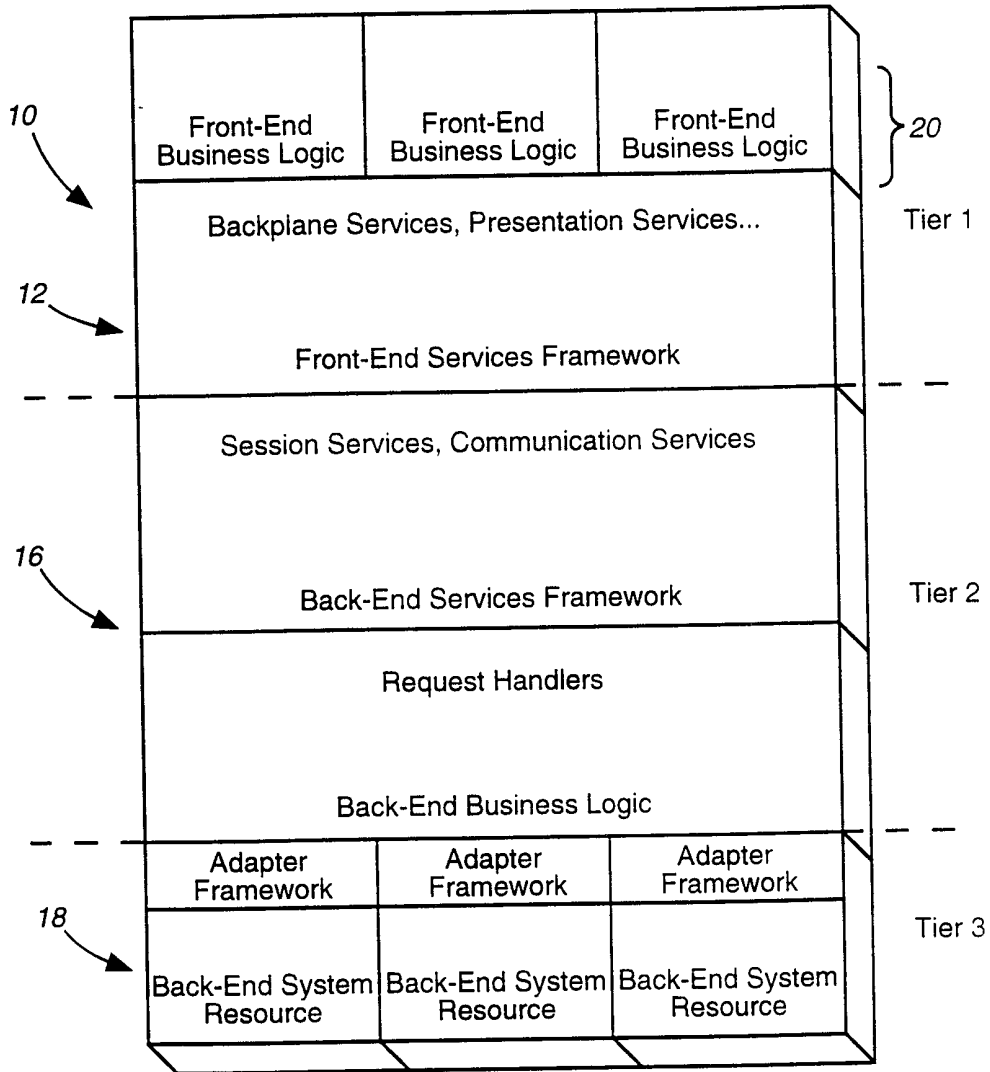 Front-End
Business Logic
Front-End
Business Logic
Front-End
Business Logic
20
10
Backplane Services, Presentation Services...
Tier 1
12
Front-End Services Framework
Session Services, Communication Services
16
Back-End Services Framework
Tier 2
Request Handlers
Back-End Business Logic
Adapter
Framework
Adapter
Framework
Adapter
Framework
18
Tier 3
Back-End System
Resource
Back-End System
Resource
Back-End System
Resource